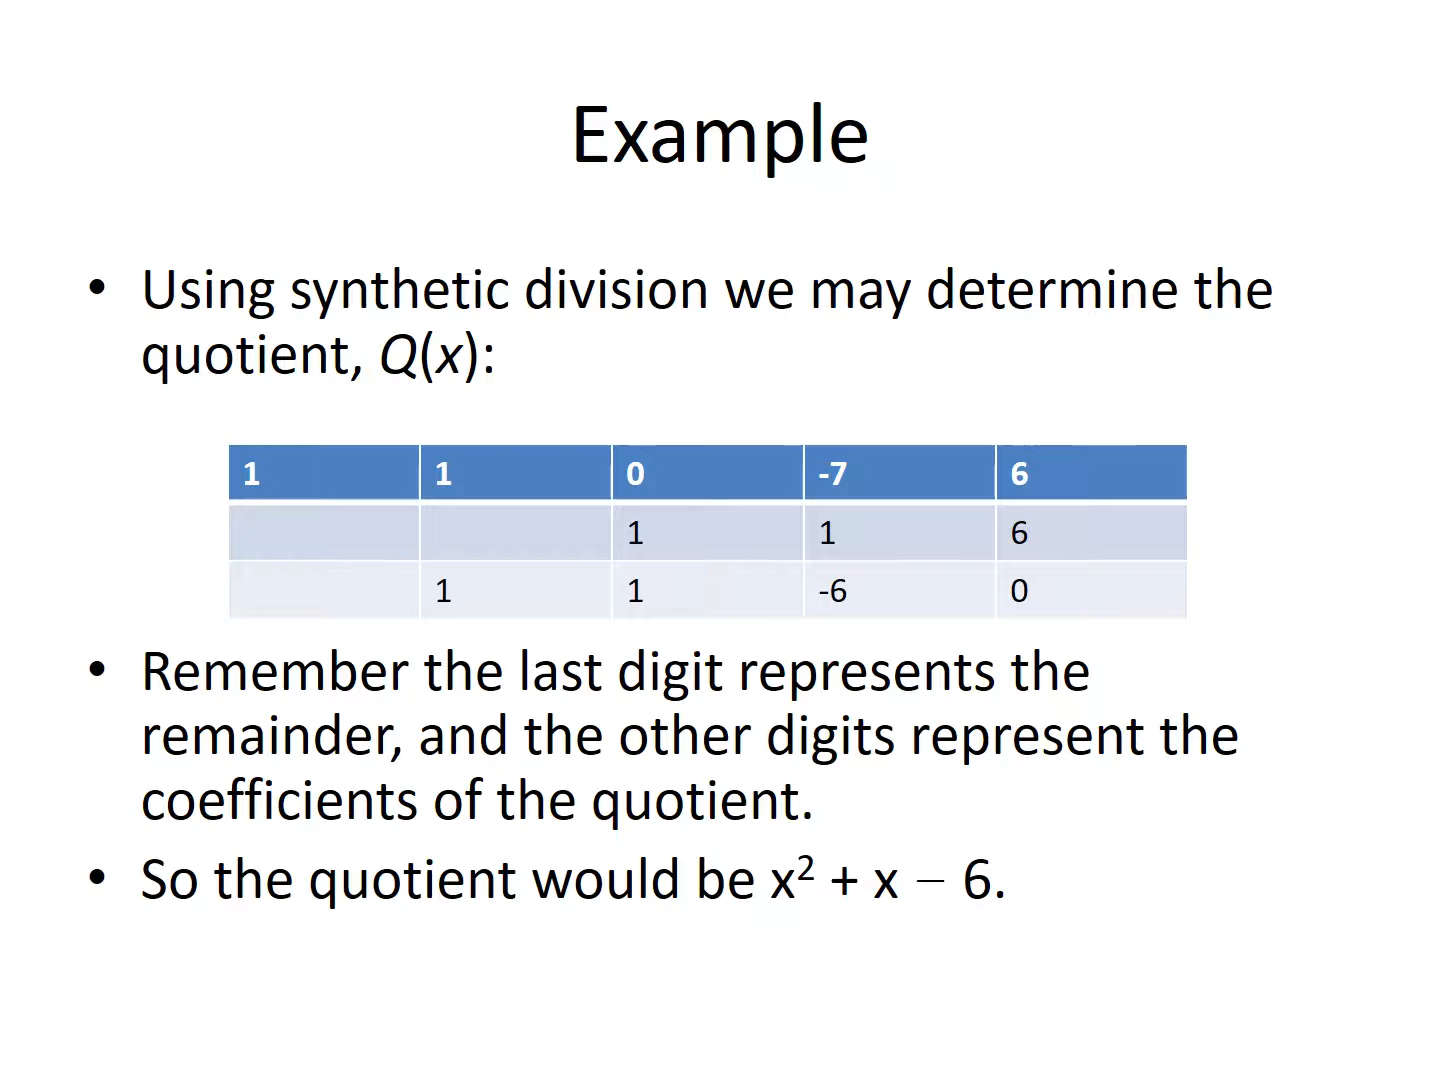 Example
• Using synthetic division we may determine the
quotient, Q(x):
1 1 0 -7 6
1 1 6
1 1 -6 0
• Remember the last digit represents the
remainder, and the other digits represent the
coefficients of the quotient.
• So the quotient would be x² + x − 6.